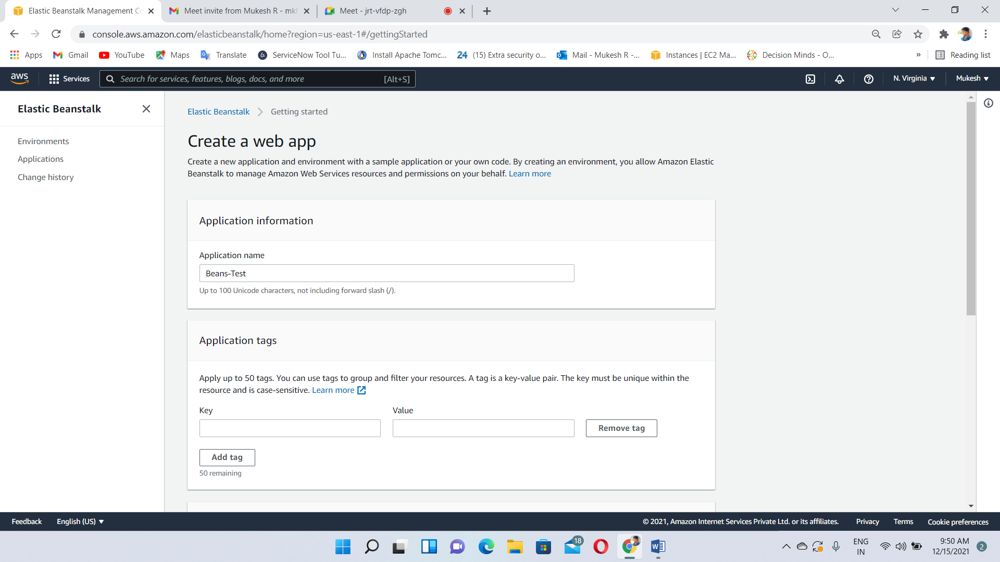 Elastic Beanstalk Management Co
Meet invite from Mukesh R - mkh
Meet - jrt-vfdp-zgh
console.aws.amazon.com/elasticbeanstalk/home?region=us-east-1#/gettingStarted
Apps
Gmail
YouTube
Maps
Translate
ServiceNow Tool Tu...
Install Apache Tomc...
24 (15) Extra security o...
Mail - Mukesh R -...
Instances | EC2 Ma...
Decision Minds - O...
»
Reading list
aws
Services
Search for services, features, blogs, docs, and more
[Alt+S]
N. Virginia
Mukesh
Elastic Beanstalk
Environments
Applications
Change history
Elastic Beanstalk
Getting started
Create a web app
Create a new application and environment with a sample application or your own code. By creating an environment, you allow Amazon Elastic
Beanstalk to manage Amazon Web Services resources and permissions on your behalf. Learn more
Application information
Application name
Beans-Test
Up to 100 Unicode characters, not including forward slash (/).
Application tags
Apply up to 50 tags. You can use tags to group and filter your resources. A tag is a key-value pair. The key must be unique within the
resource and is case-sensitive. Learn more
Key
Value
Remove tag
Add tag
50 remaining
Feedback
English (US)
© 2021, Amazon Internet Services Private Ltd. or its affiliates.
Privacy
Terms
Cookie preferences
18
W
ENG
IN
9:50 AM
12/15/2021
2